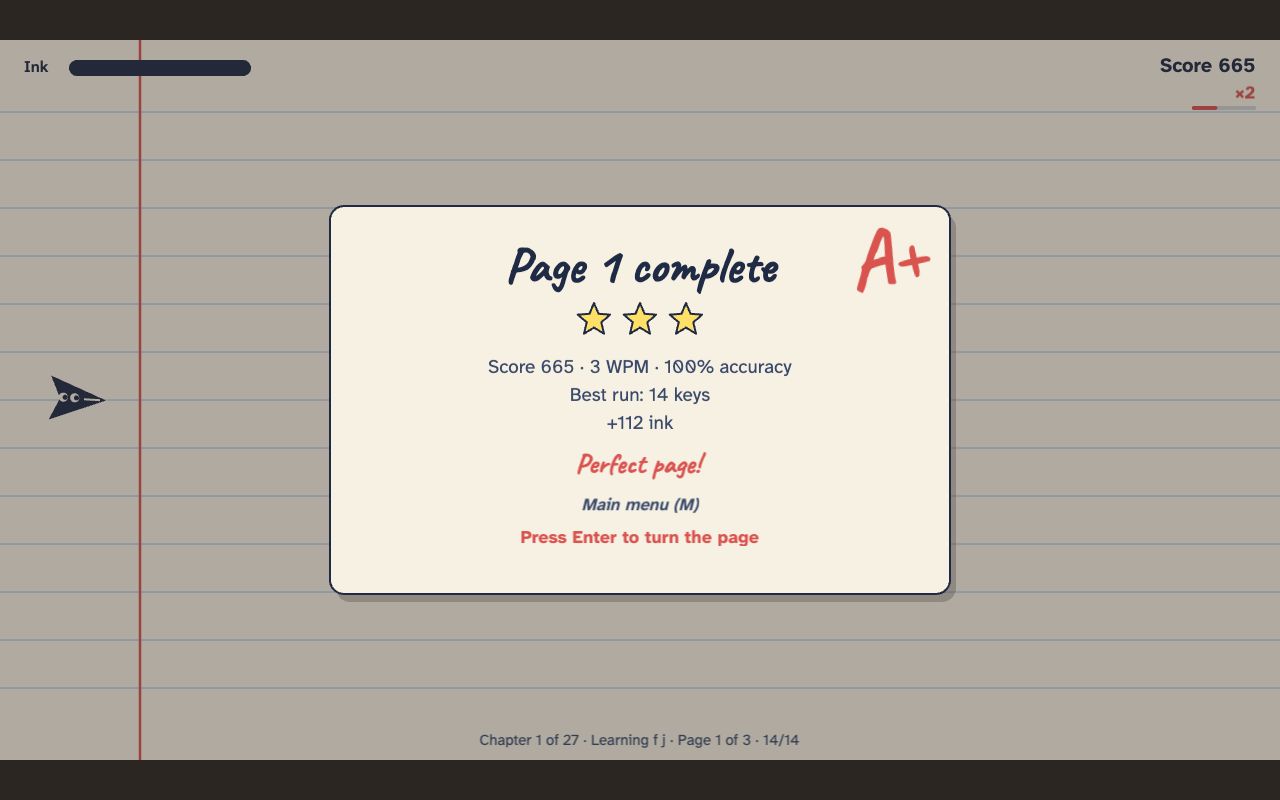 Ink
Score 665
×2
A+
Page 1 complete
Score 665 · 3 WPM · 100% accuracy
Best run: 14 keys
+112 ink
Perfect page!
Main menu (M)
Press Enter to turn the page
Chapter 1 of 27 · Learning f j · Page 1 of 3 · 14/14